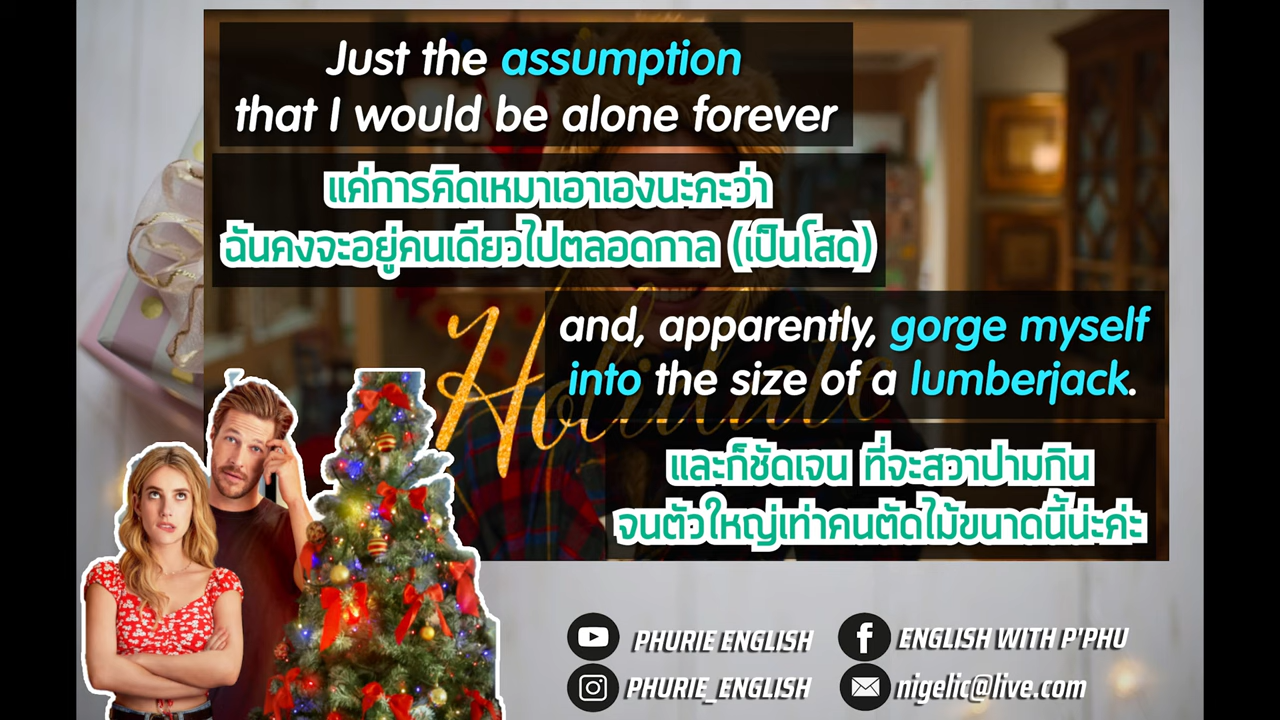 Just the assumption
that I would be alone forever
แค่การคิดเหมาเอาเองนะคะว่า
ฉันคงจะอยู่คนเดียวไปตลอดกาล (เป็นโสด)
and, apparently, gorge myself
into the size of a lumberjack.
และก็ชัดเจน ที่จะสวาปามกิน
จนตัวใหญ่เท่าคนตัดไม้ขนาดนี้น่ะค่ะ
Holidate
PHURIE ENGLISH
ENGLISH WITH P'PHU
PHURIE_ENGLISH
nigelic@live.com